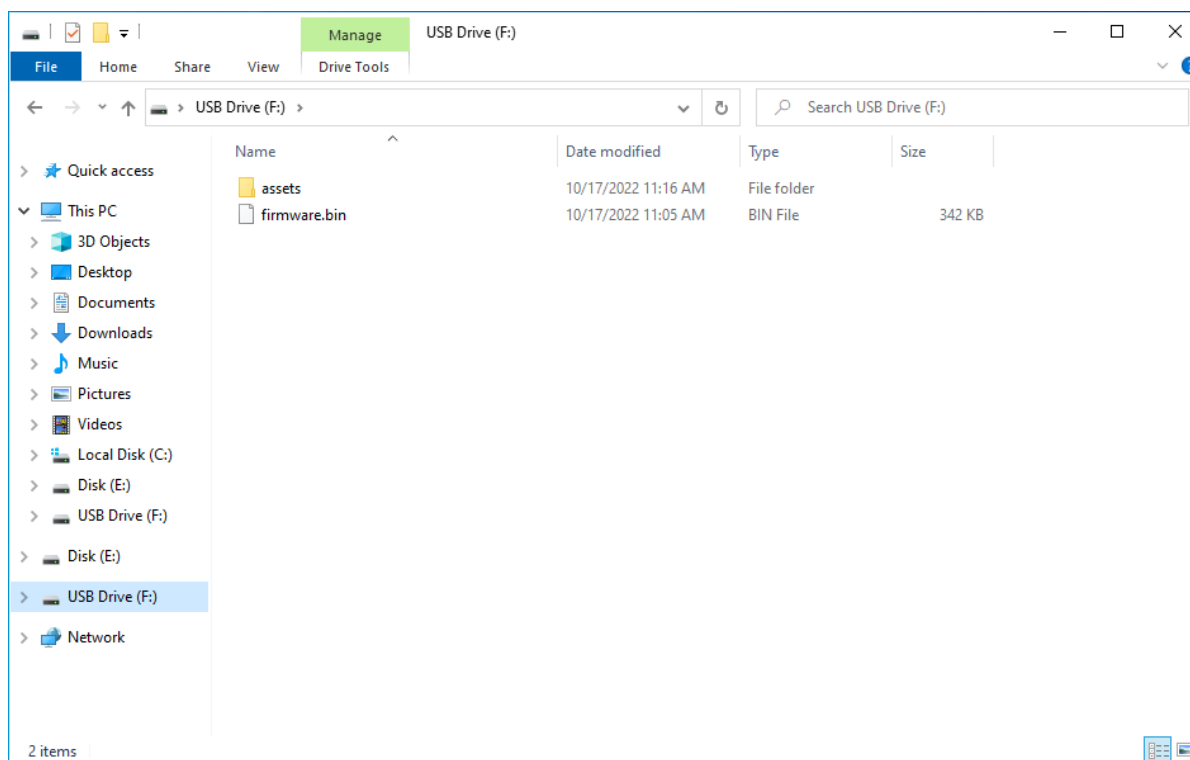 Manage
USB Drive (F:)
File Home Share View Drive Tools
USB Drive (F:)
Search USB Drive (F:)
Name Date modified Type Size
Quick access
This PC
3D Objects
Desktop
Documents
Downloads
Music
Pictures
Videos
Local Disk (C:)
Disk (E:)
USB Drive (F:)
Disk (E:)
USB Drive (F:)
Network
assets 10/17/2022 11:16 AM File folder
firmware.bin 10/17/2022 11:05 AM BIN File 342 KB
2 items